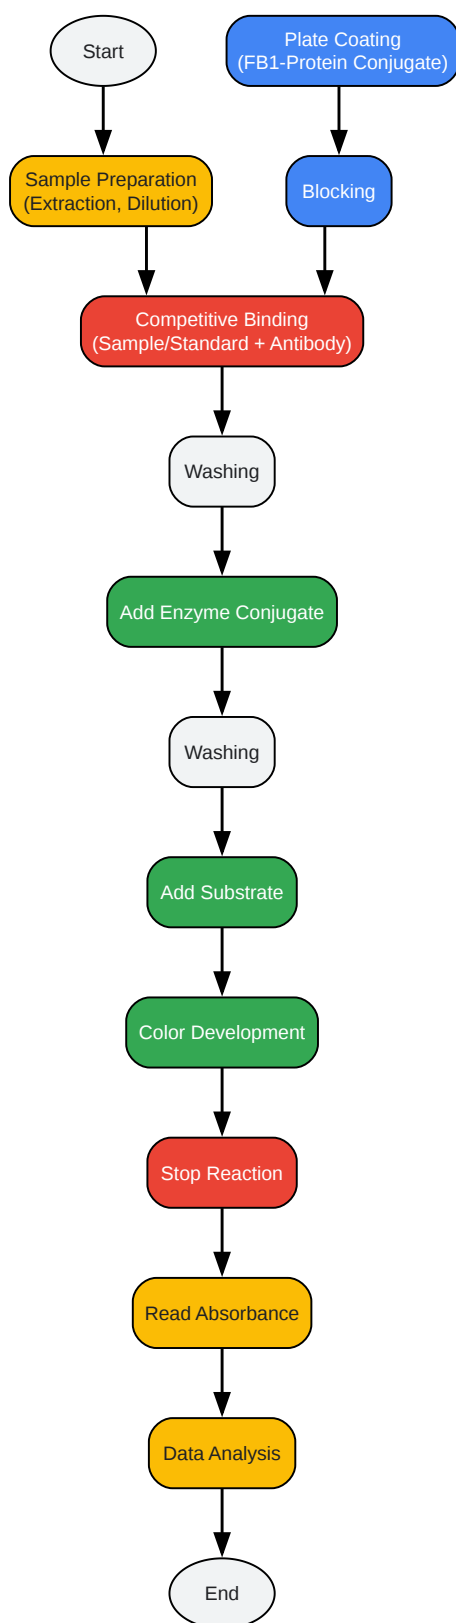 Start
Plate Coating
(FB1-Protein Conjugate)
Sample Preparation
(Extraction, Dilution)
Blocking
Competitive Binding
(Sample/Standard + Antibody)
Washing
Add Enzyme Conjugate
Washing
Add Substrate
Color Development
Stop Reaction
Read Absorbance
Data Analysis
End